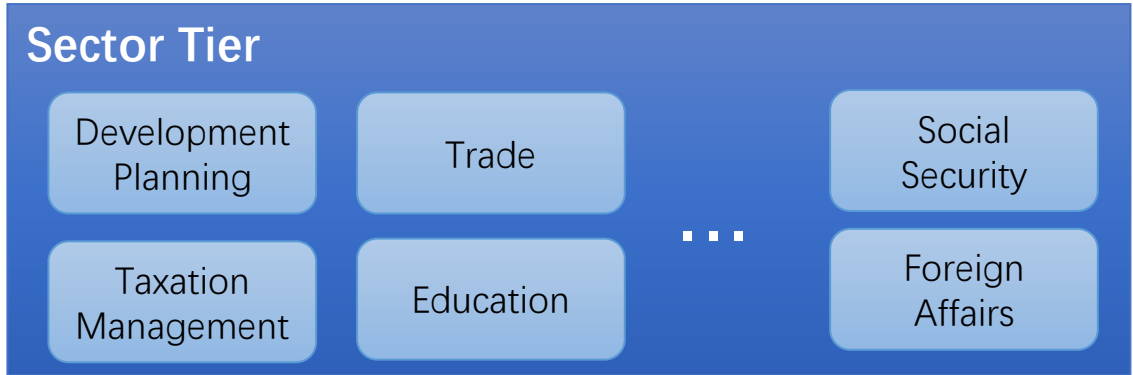 Sector Tier
Development
Planning
Trade
Social
Security
...
Taxation
Management
Education
Foreign
Affairs